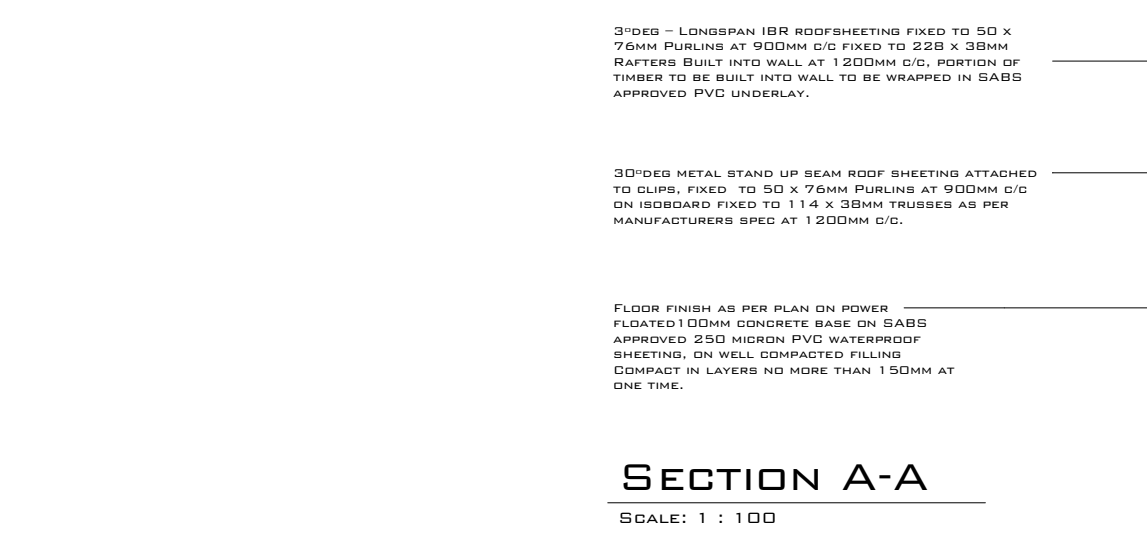 3°deg – Longspan IBR roofsheeting fixed to 50 x
76mm Purlins at 900mm c/c fixed to 228 x 38mm
Rafters Built into wall at 1200mm c/c, portion of
timber to be built into wall to be wrapped in SABS
approved PVC underlay.
30°deg metal stand up seam roof sheeting attached
to clips, fixed to 50 x 76mm Purlins at 900mm c/c
on isoboard fixed to 114 x 38mm trusses as per
manufacturers spec at 1200mm c/c.
Floor finish as per plan on power
floated100mm concrete base on SABS
approved 250 micron PVC waterproof
sheeting, on well compacted filling
Compact in layers no more than 150mm at
one time.
Section A-A
Scale: 1 : 100